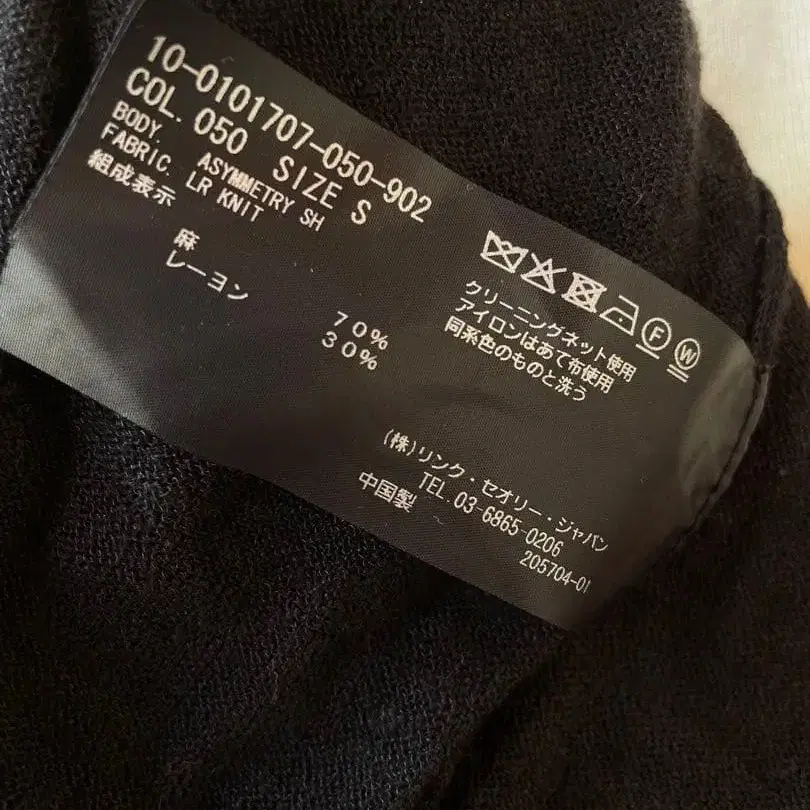 10-0101707-050-902
COL. 050 SIZE S
BODY. ASYMMETRY SH
FABRIC. LR KNIT
組成表示
麻 70%
レーヨン 30%
F W
クリーニングネット使用
アイロンはあて布使用
同系色のものと洗う
(株)リンク・セオリー・ジャパン
TEL.03-6865-0206
中国製
205704-01